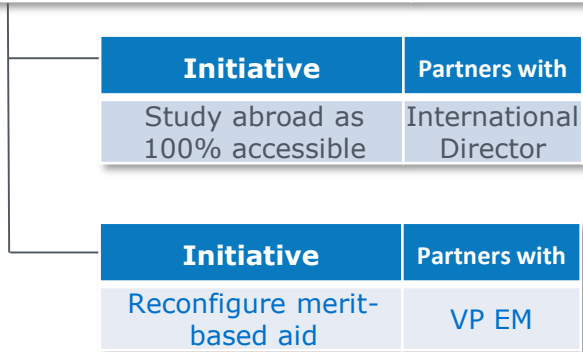 Initiative Partners with
Study abroad as International
100% accessible Director
Initiative Partners with
Reconfigure merit-
based aid VP EM